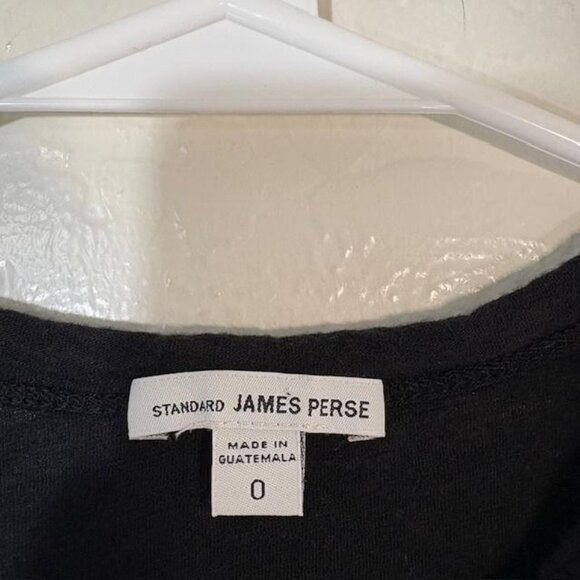 STANDARD JAMES PERSE
MADE IN
GUATEMALA
0